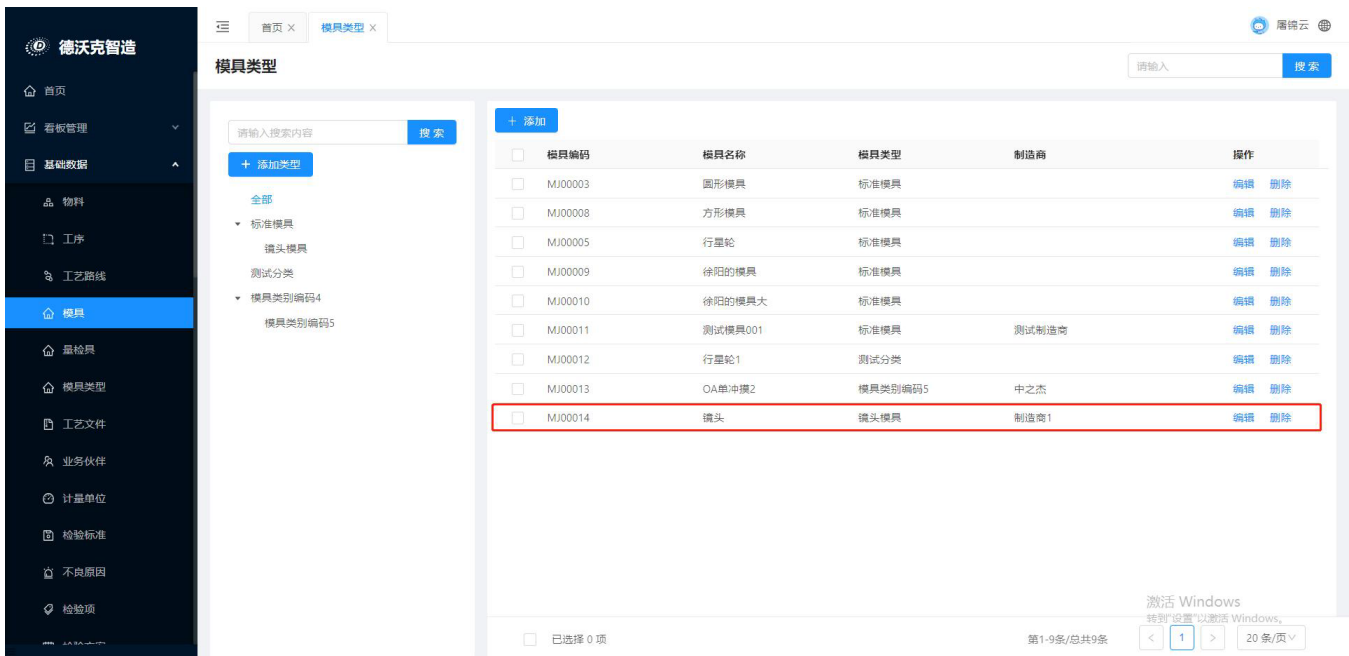 德沃克智造
首页
看板管理
基础数据
物料
工序
工艺路线
模具
量检具
模具类型
工艺文件
业务伙伴
计量单位
检验标准
不良原因
检验项
首页 ×
模具类型 ×
屠锦云
模具类型
请输入
搜索
请输入搜索内容
搜索
+ 添加类型
全部
标准模具
镜头模具
测试分类
模具类别编码4
模具类别编码5
+ 添加
模具编码 模具名称 模具类型 制造商 操作
MJ00003 圆形模具 标准模具 编辑 删除
MJ00008 方形模具 标准模具 编辑 删除
MJ00005 行星轮 标准模具 编辑 删除
MJ00009 徐阳的模具 标准模具 编辑 删除
MJ00010 徐阳的模具大 标准模具 编辑 删除
MJ00011 测试模具001 标准模具 测试制造商 编辑 删除
MJ00012 行星轮1 测试分类 编辑 删除
MJ00013 OA单冲摸2 模具类别编码5 中之杰 编辑 删除
MJ00014 镜头 镜头模具 制造商1 编辑 删除
激活 Windows
转到"设置"以激活 Windows。
已选择 0 项
第1-9条/总共9条
< 1 >
20 条/页